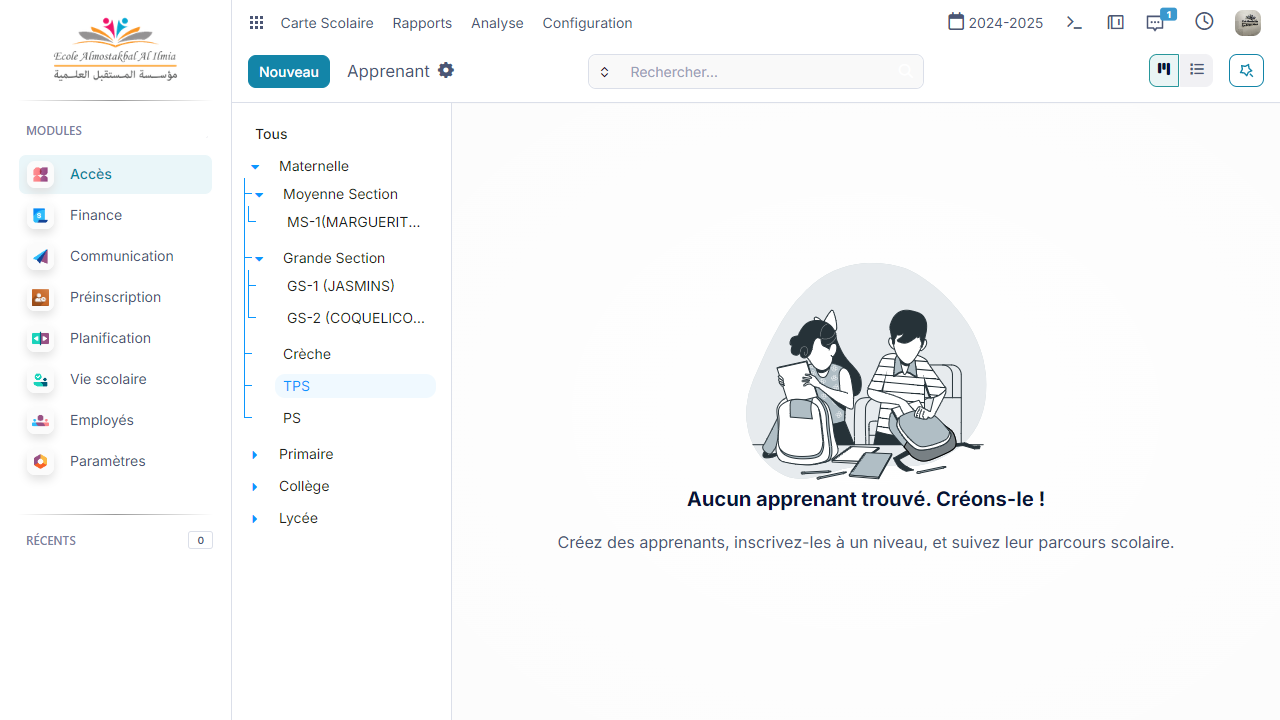 Ecole Almostakbal Al Ilmia
مؤسسة المستقبل العلمية
Carte Scolaire Rapports Analyse Configuration 2024-2025 1
Nouveau Apprenant Rechercher...
MODULES
Accès
Finance
Communication
Préinscription
Planification
Vie scolaire
Employés
Paramètres
RÉCENTS 0
Tous
Maternelle
Moyenne Section
MS-1(MARGUERIT...
Grande Section
GS-1 (JASMINS)
GS-2 (COQUELICO...
Crèche
TPS
PS
Primaire
Collège
Lycée
Aucun apprenant trouvé. Créons-le !
Créez des apprenants, inscrivez-les à un niveau, et suivez leur parcours scolaire.